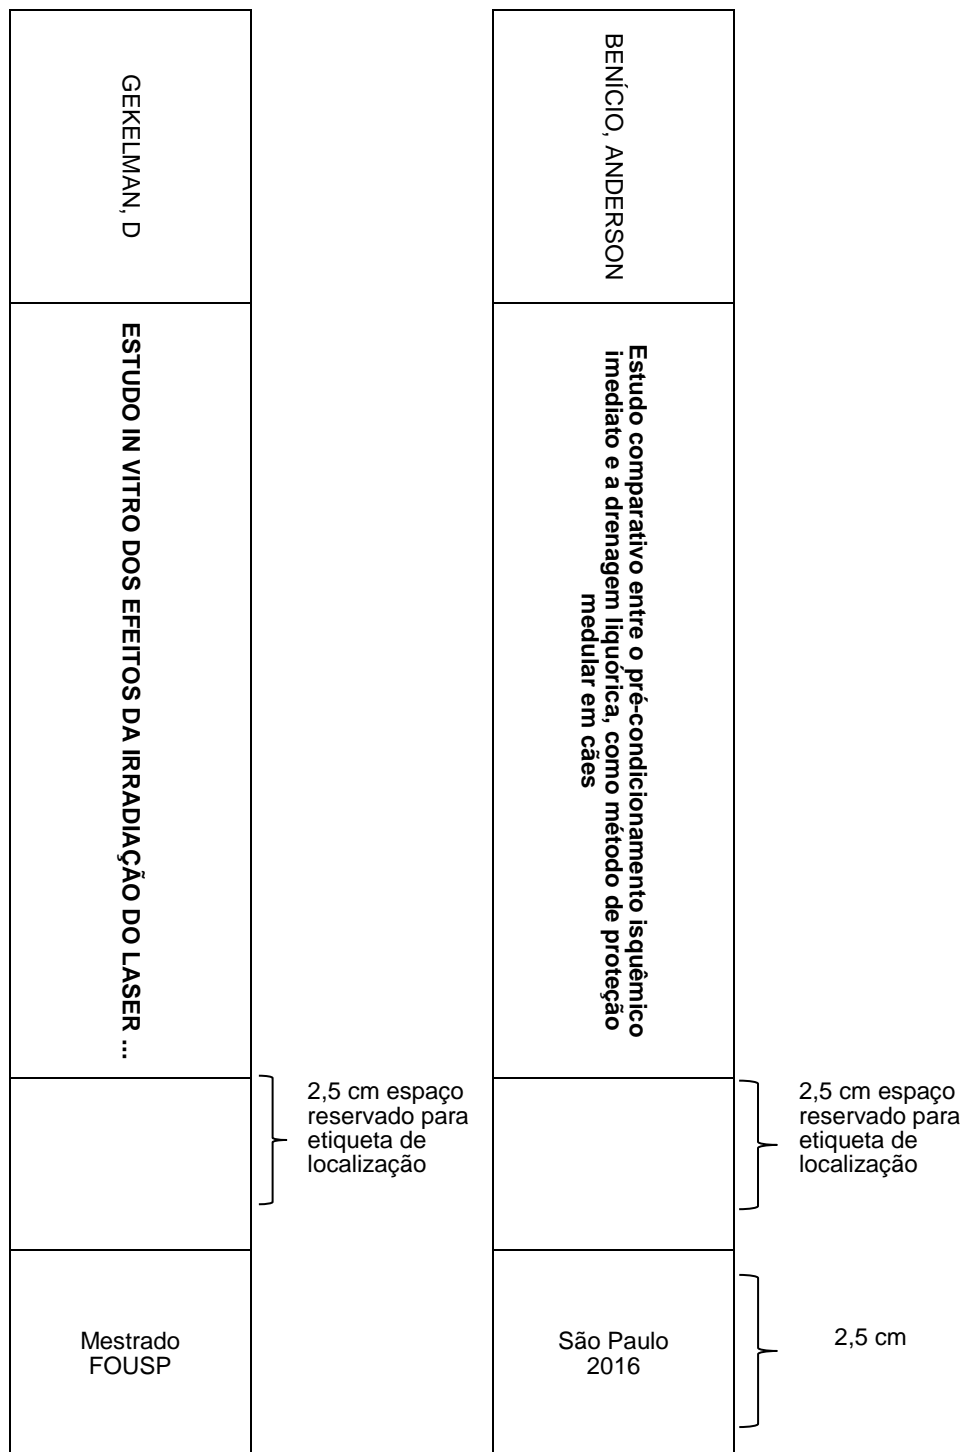 GEKELMAN, D
ESTUDO IN VITRO DOS EFEITOS DA IRRADIAÇÃO DO LASER ...
2,5 cm espaço
reservado para
etiqueta de
localização
Mestrado
FOUSP
BENÍCIO, ANDERSON
Estudo comparativo entre o pré-condicionamento isquêmico
imediato e a drenagem liquórica, como método de proteção
medular em cães
2,5 cm espaço
reservado para
etiqueta de
localização
São Paulo
2016
2,5 cm